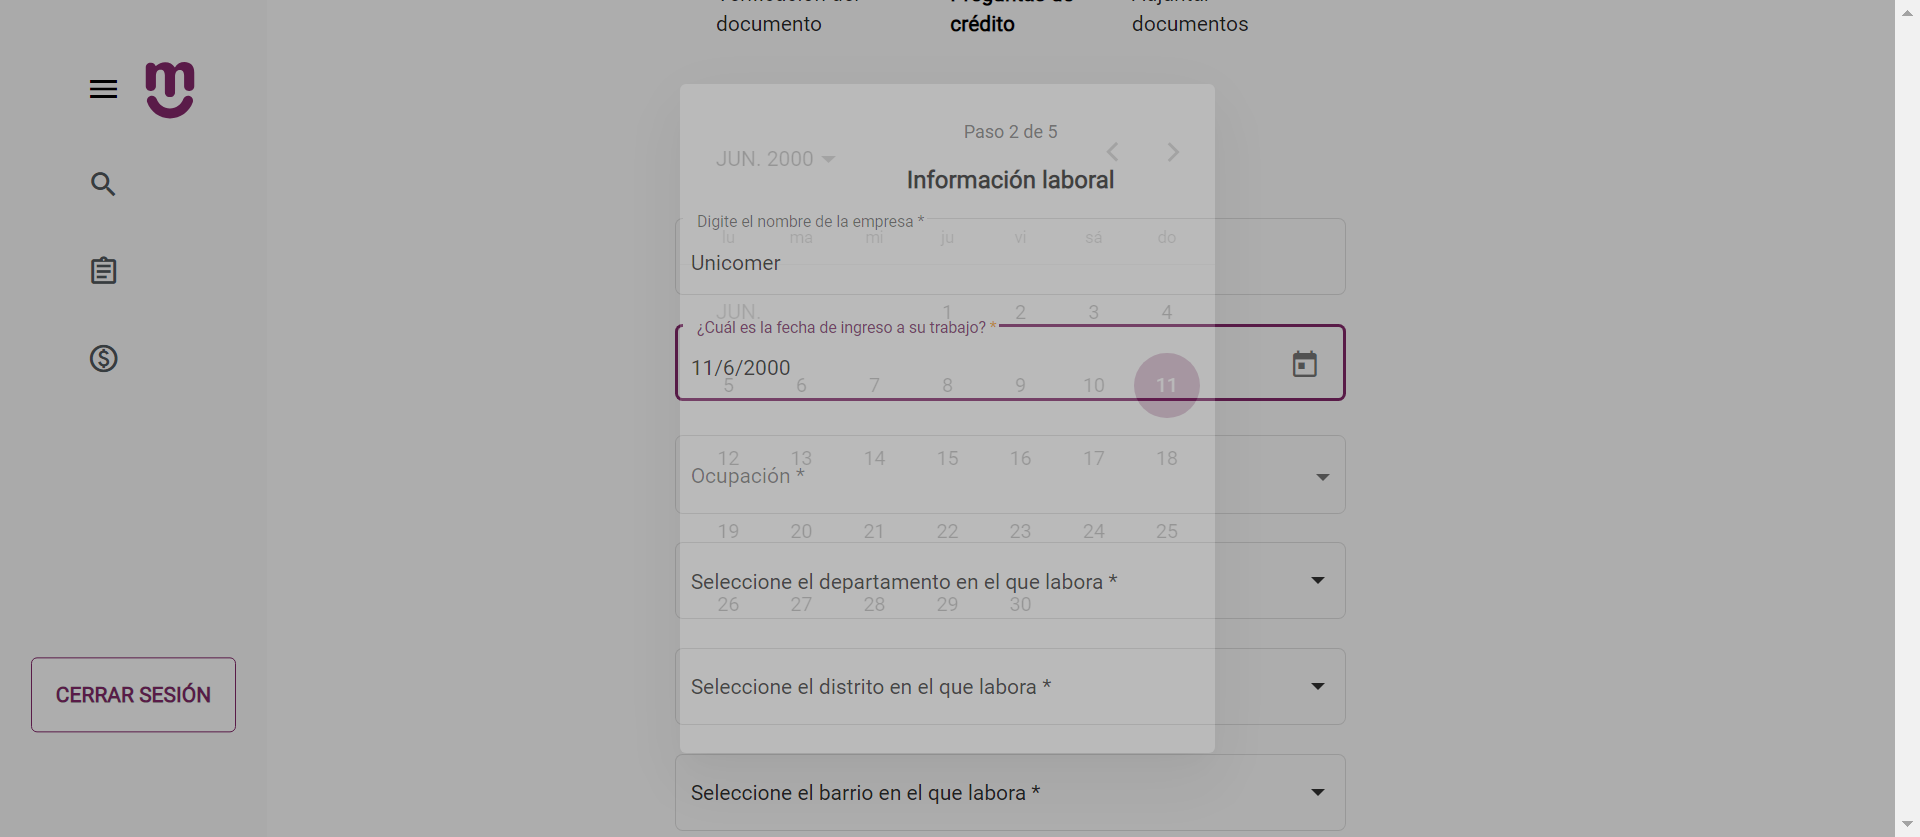 documento
crédito
documentos
Paso 2 de 5
JUN. 2000
Información laboral
Digite el nombre de la empresa *
lu ma mi ju vi sá do
Unicomer
JUN. 1 2 3 4
¿Cuál es la fecha de ingreso a su trabajo? *
11/6/2000
5 6 7 8 9 10 11
12 13 14 15 16 17 18
Ocupación *
19 20 21 22 23 24 25
Seleccione el departamento en el que labora *
26 27 28 29 30
Seleccione el distrito en el que labora *
CERRAR SESIÓN
Seleccione el barrio en el que labora *